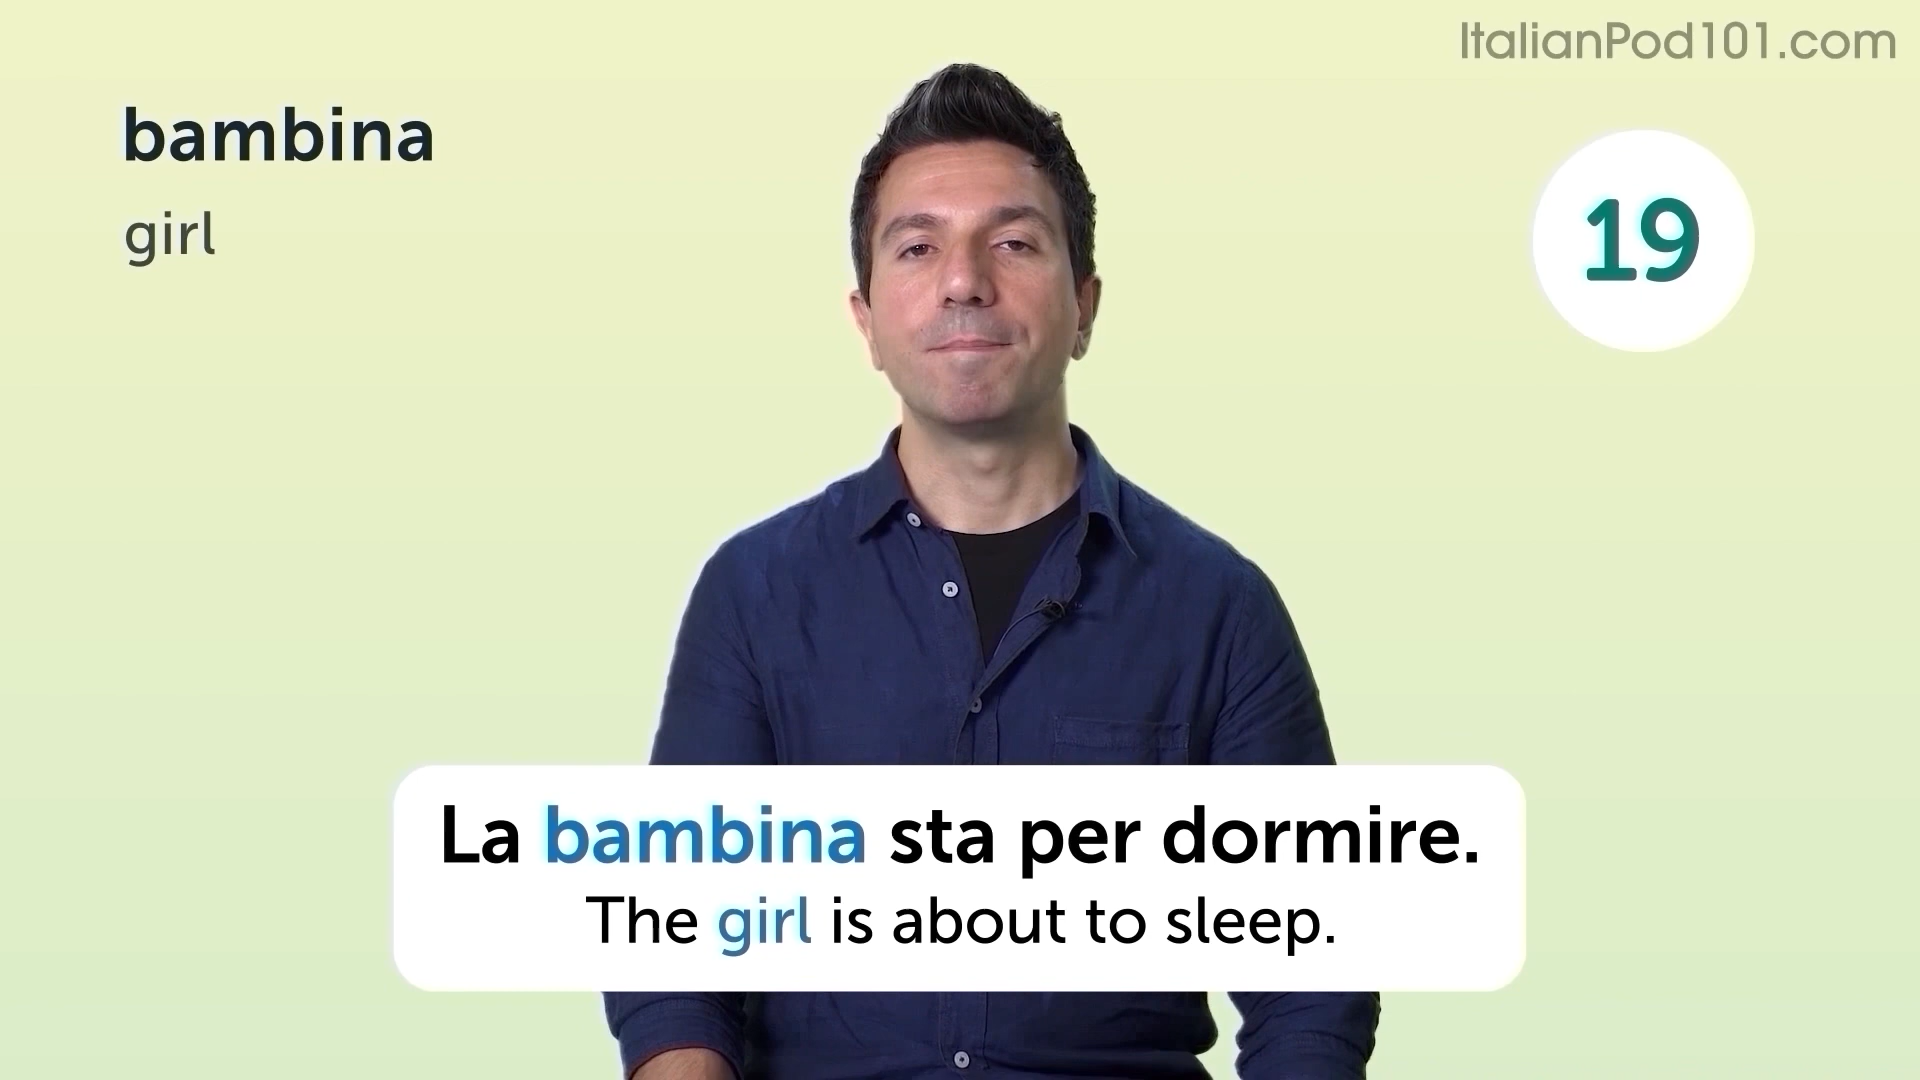 ItalianPod101.com
bambina
girl
19
La bambina sta per dormire.
The girl is about to sleep.